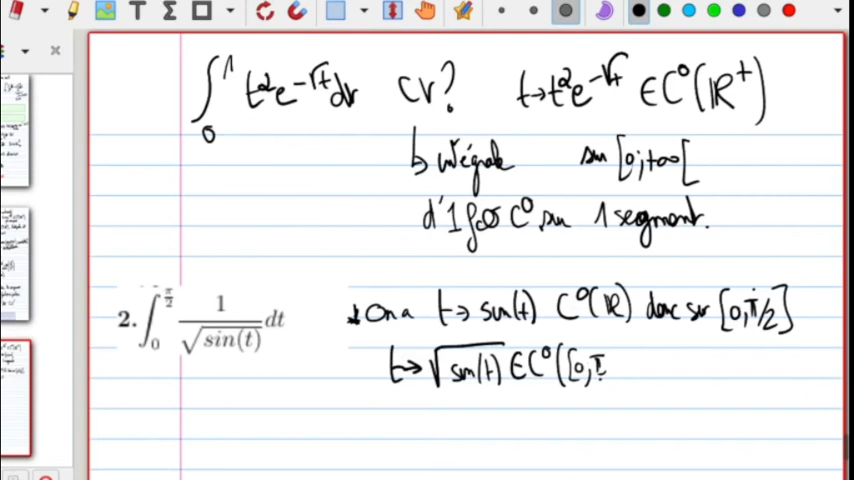 ∫₀¹ t²e^{-√t} dt CV? t→t²e^{-√t} ∈ C⁰(ℝ⁺)
↳ intégrale sur [0;+∞[
d'1 fco C⁰ sur 1 segment.
2. ∫₀^{π/2} 1/√sin(t) dt On a t→ sin(t) C⁰(ℝ) donc sur [0,π/2]
t→ √sin(t) ∈ C⁰([0,π